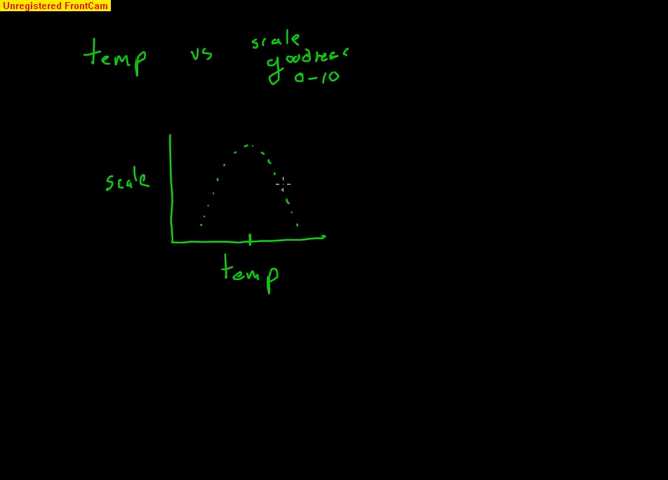 Unregistered FrontCam
temp vs scale
goodness
0-10
scale
temp